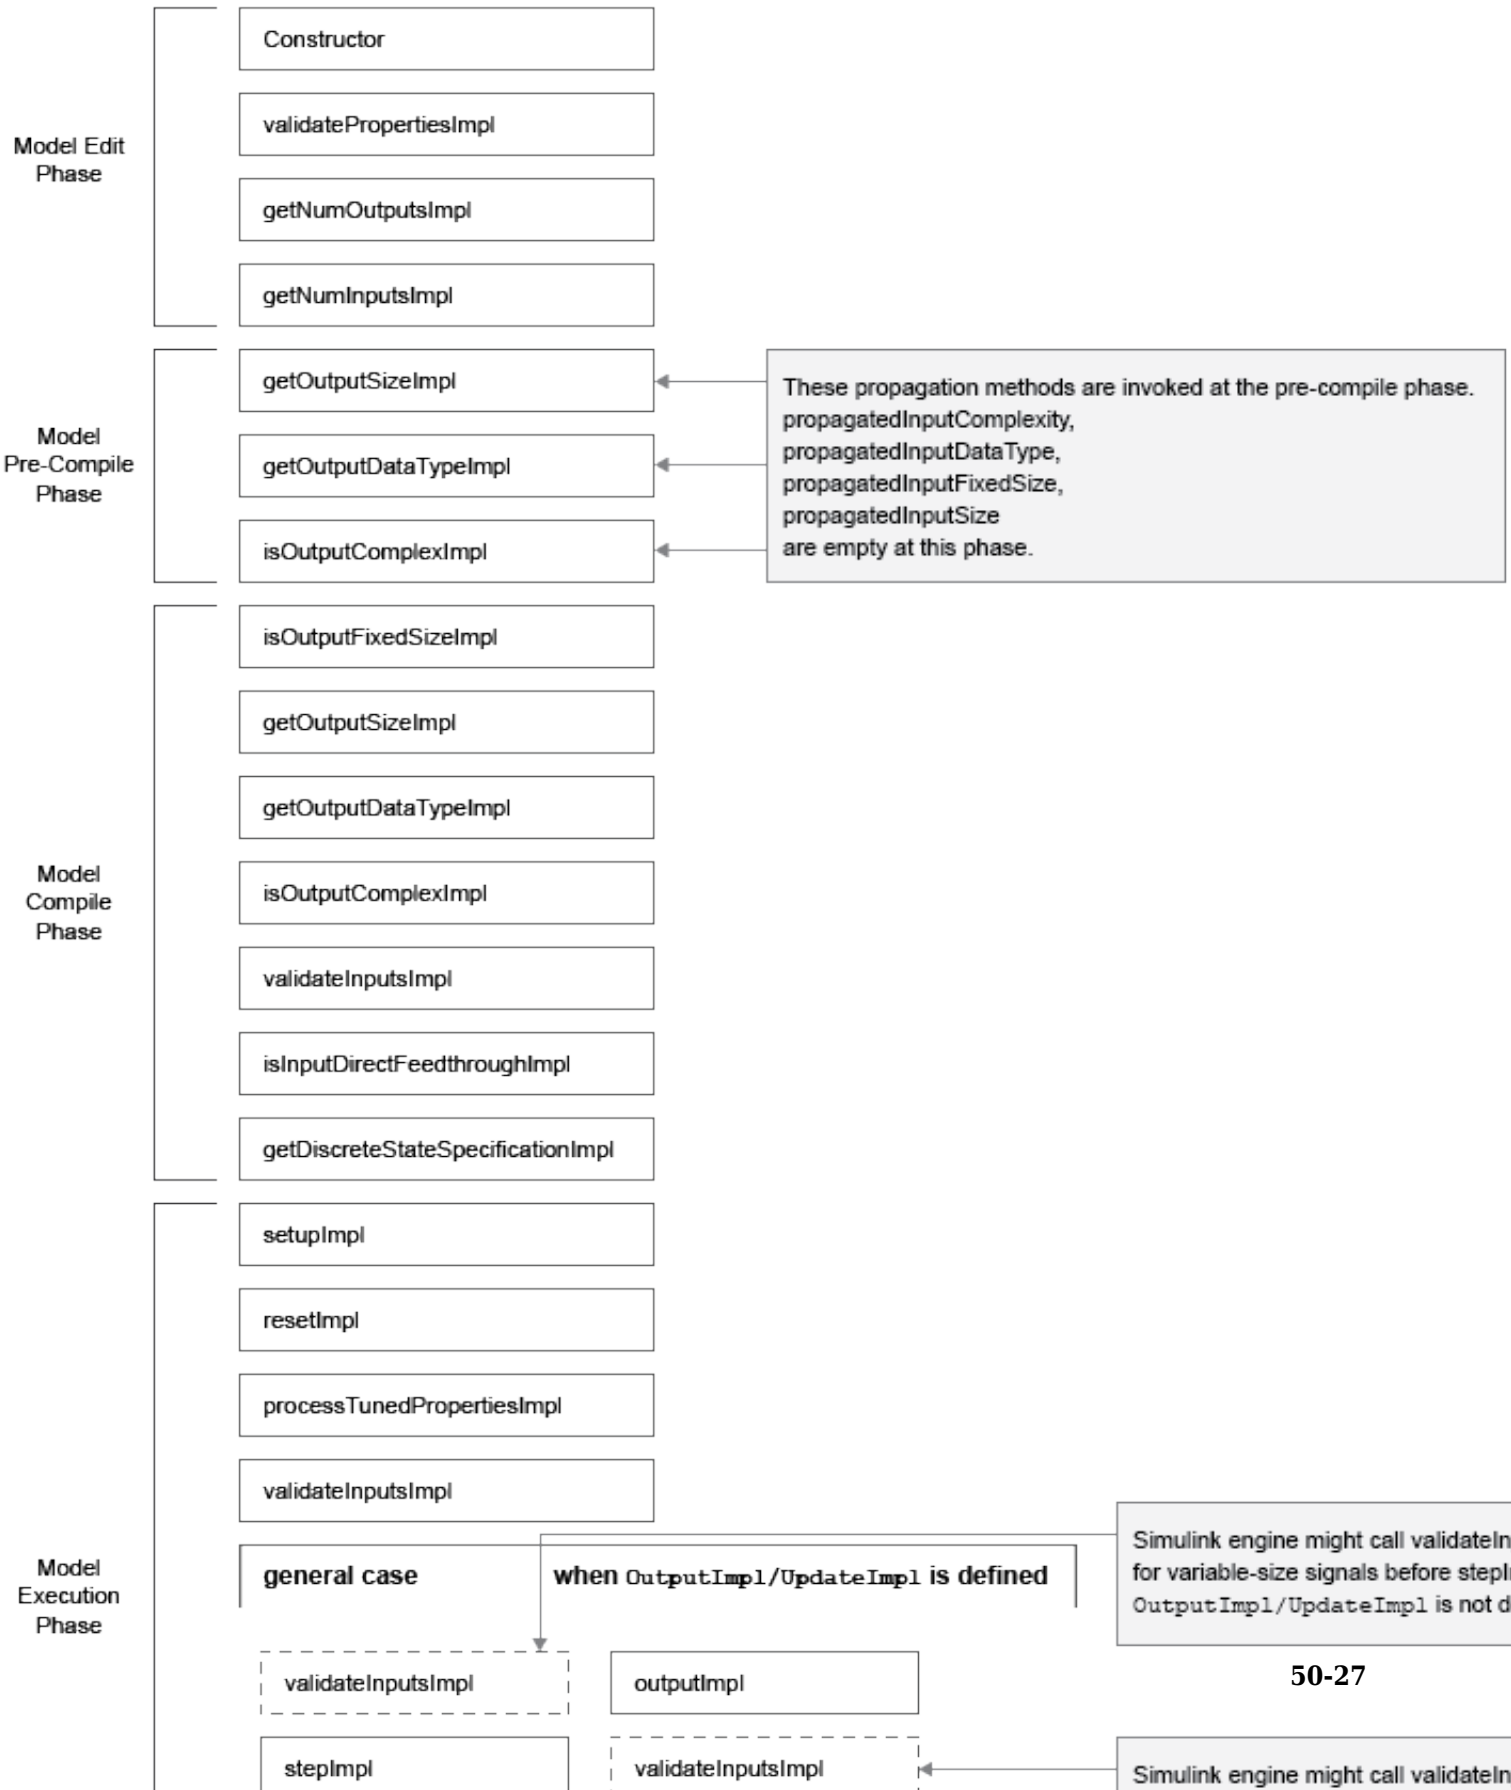 Constructor
validatePropertiesImpl
Model Edit
Phase
getNumOutputsImpl
getNumInputsImpl
getOutputSizeImpl
These propagation methods are invoked at the pre-compile phase.
propagatedInputComplexity,
propagatedInputDataType,
propagatedInputFixedSize,
propagatedInputSize
are empty at this phase.
Model
Pre-Compile
Phase
getOutputDataTypeImpl
isOutputComplexImpl
isOutputFixedSizeImpl
getOutputSizeImpl
getOutputDataTypeImpl
Model
Compile
Phase
isOutputComplexImpl
validateInputsImpl
isInputDirectFeedthroughImpl
getDiscreteStateSpecificationImpl
setupImpl
resetImpl
processTunedPropertiesImpl
validateInputsImpl
Model
Execution
Phase
general case
when OutputImpl/UpdateImpl is defined
Simulink engine might call
for variable-size signals before
OutputImpl/UpdateImpl is not
validateInputsImpl
outputImpl
50-27
stepImpl
validateInputsImpl
Simulink engine might call